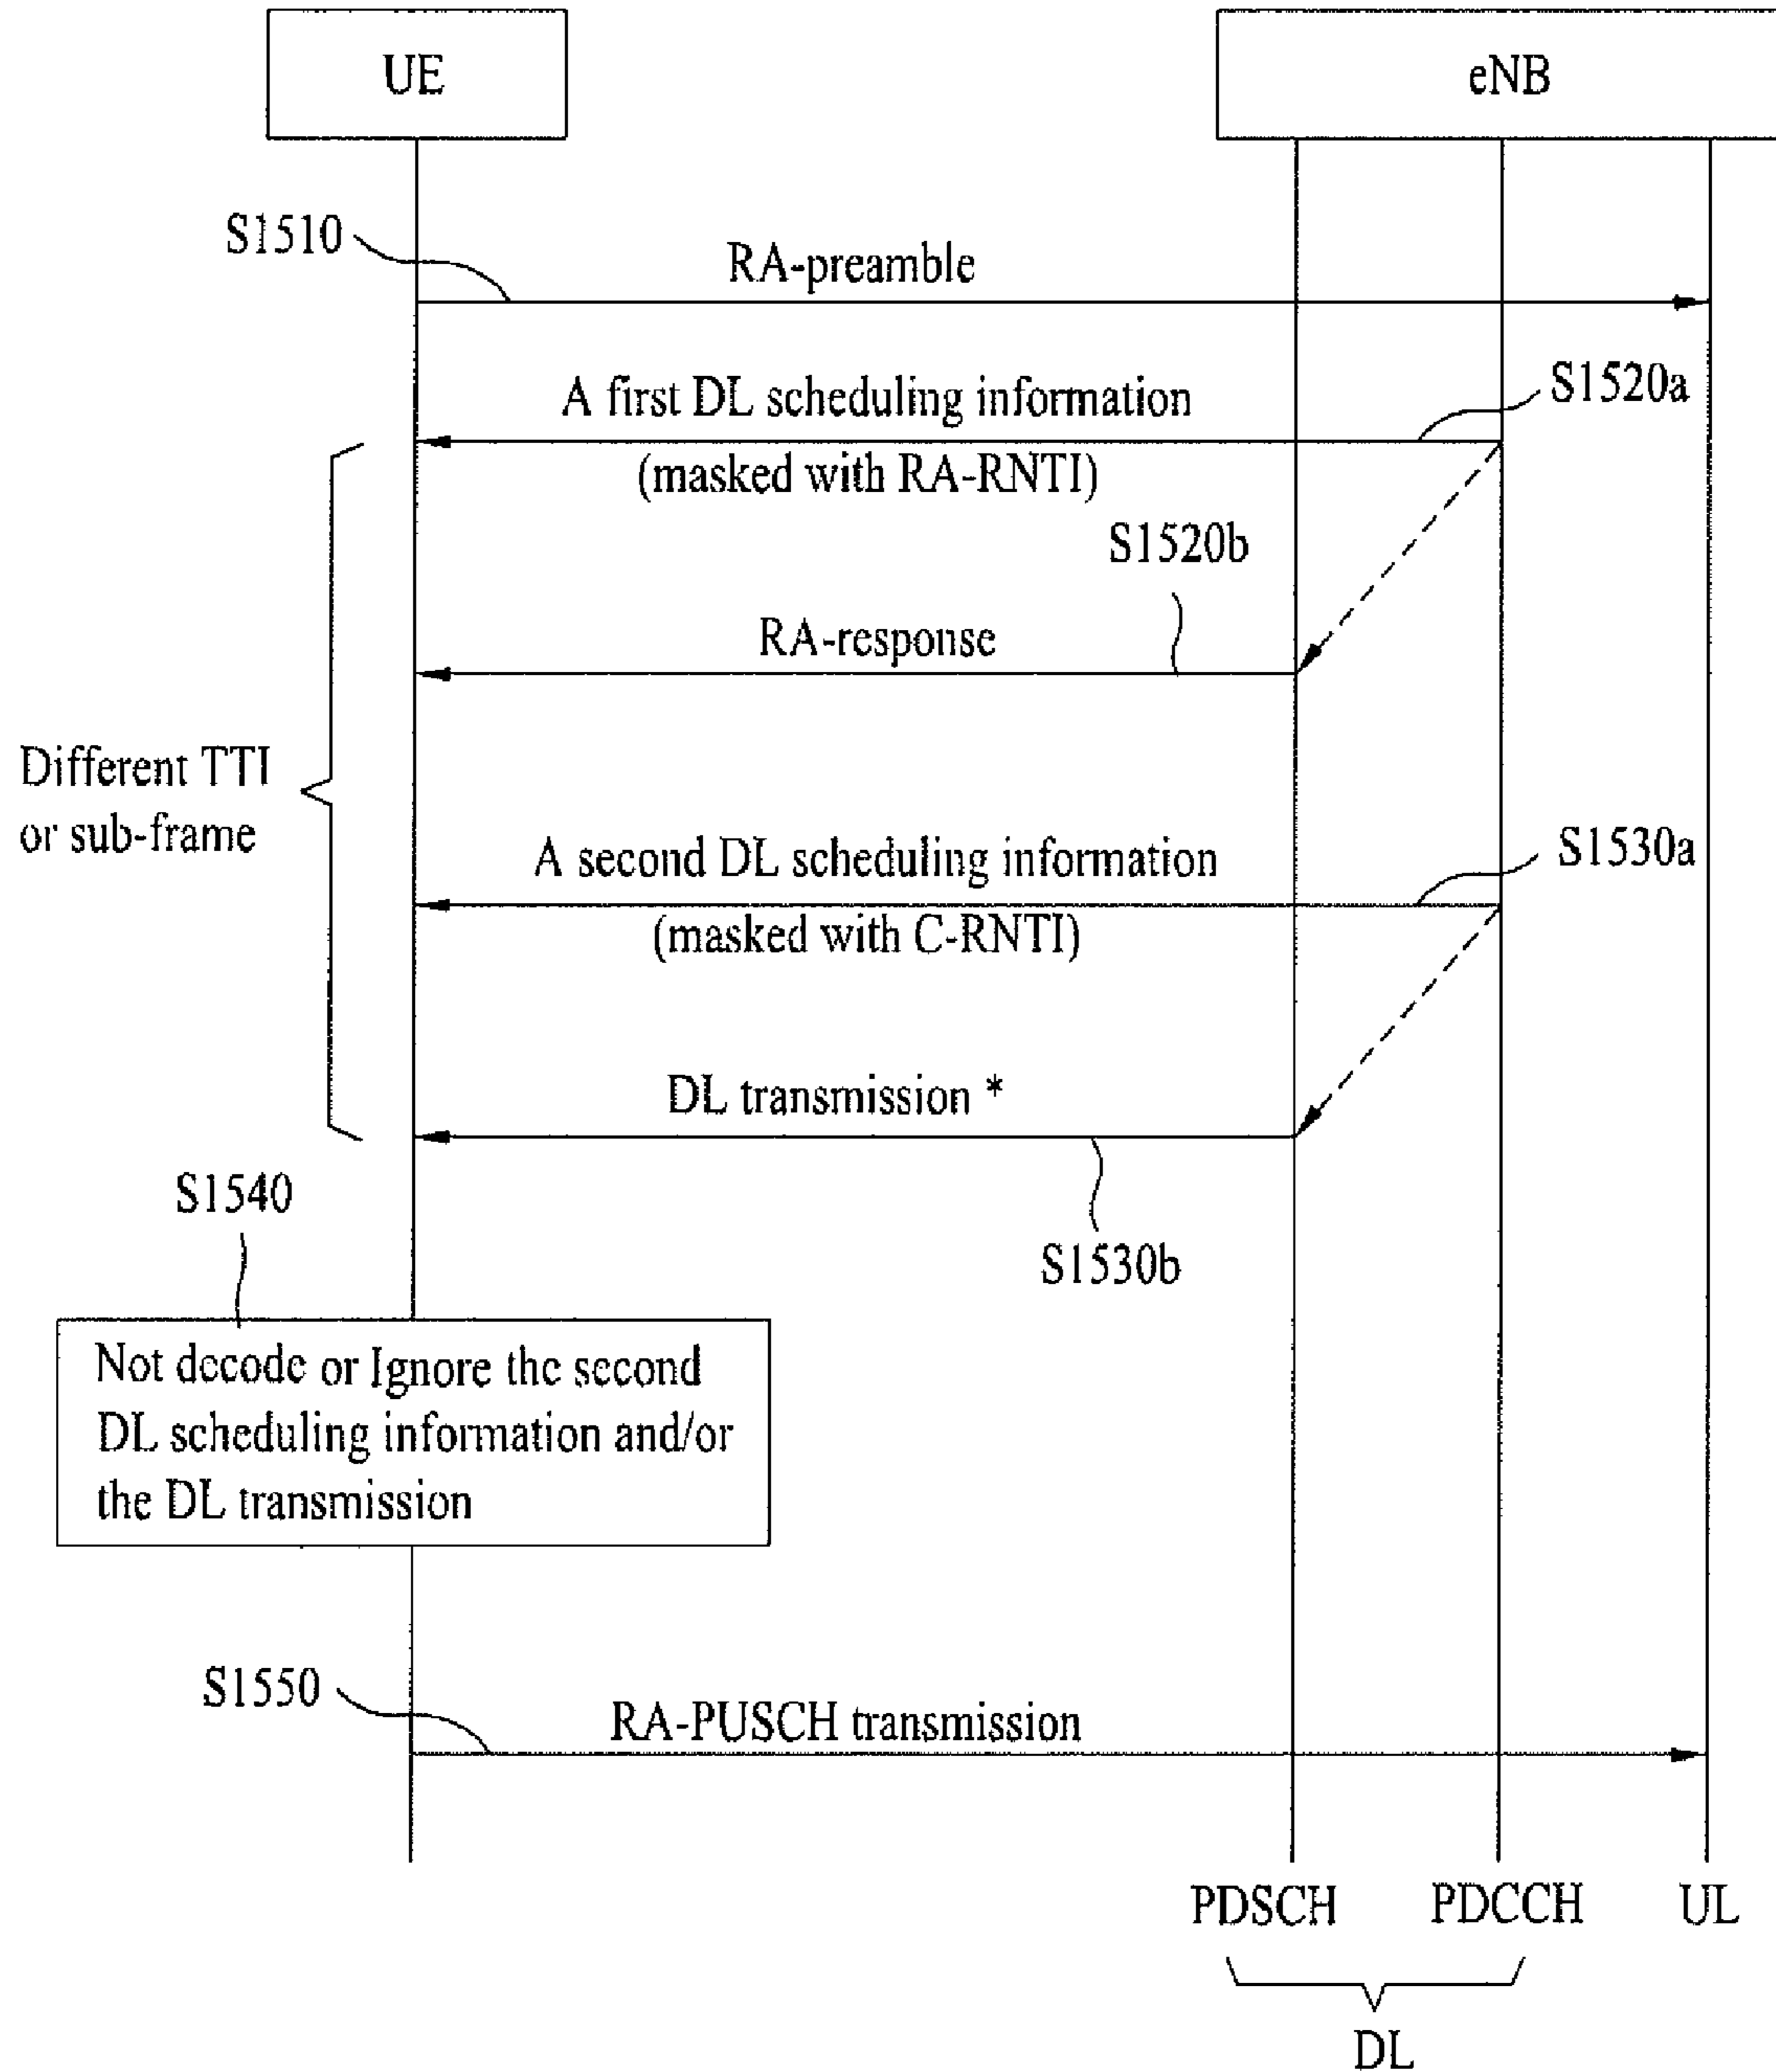 UE
eNB
S1510
RA-preamble
A first DL scheduling information
S1520a
(masked with RA-RNTI)
S1520b
RA-response
Different TTI
or sub-frame
A second DL scheduling information
S1530a
(masked with C-RNTI)
DL transmission *
S1540
S1530b
Not decode or Ignore the second
DL scheduling information and/or
the DL transmission
S1550
RA-PUSCH transmission
PDSCH
PDCCH
UL
DL